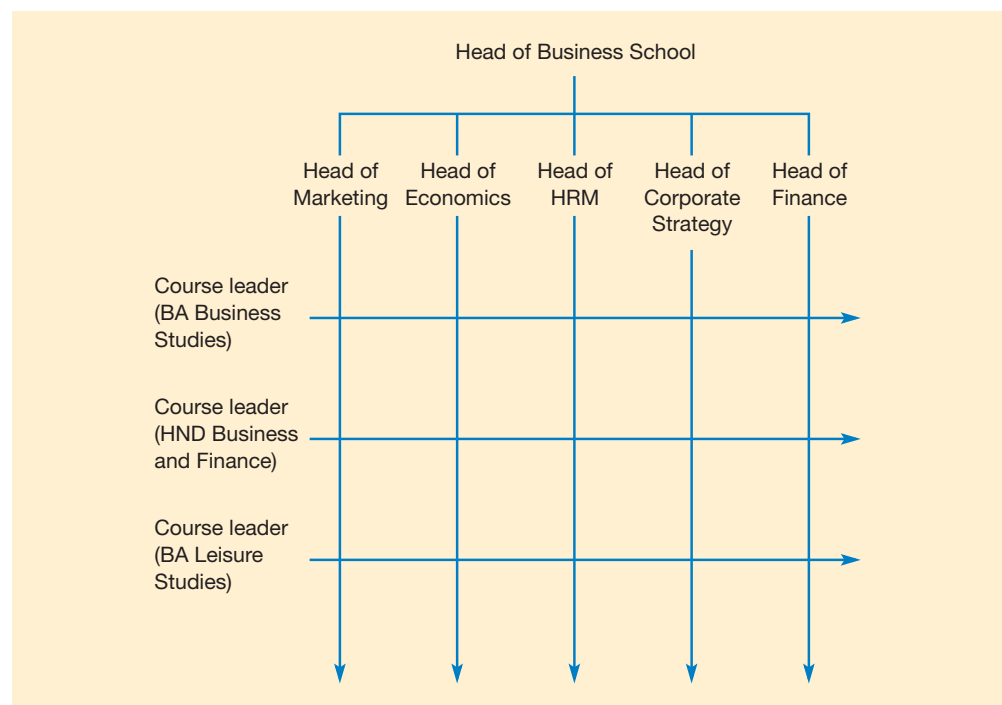 Head of Business School
Head of
Marketing
Head of
Economics
Head of
HRM
Head of
Corporate
Strategy
Head of
Finance
Course leader
(BA Business
Studies)
Course leader
(HND Business
and Finance)
Course leader
(BA Leisure
Studies)